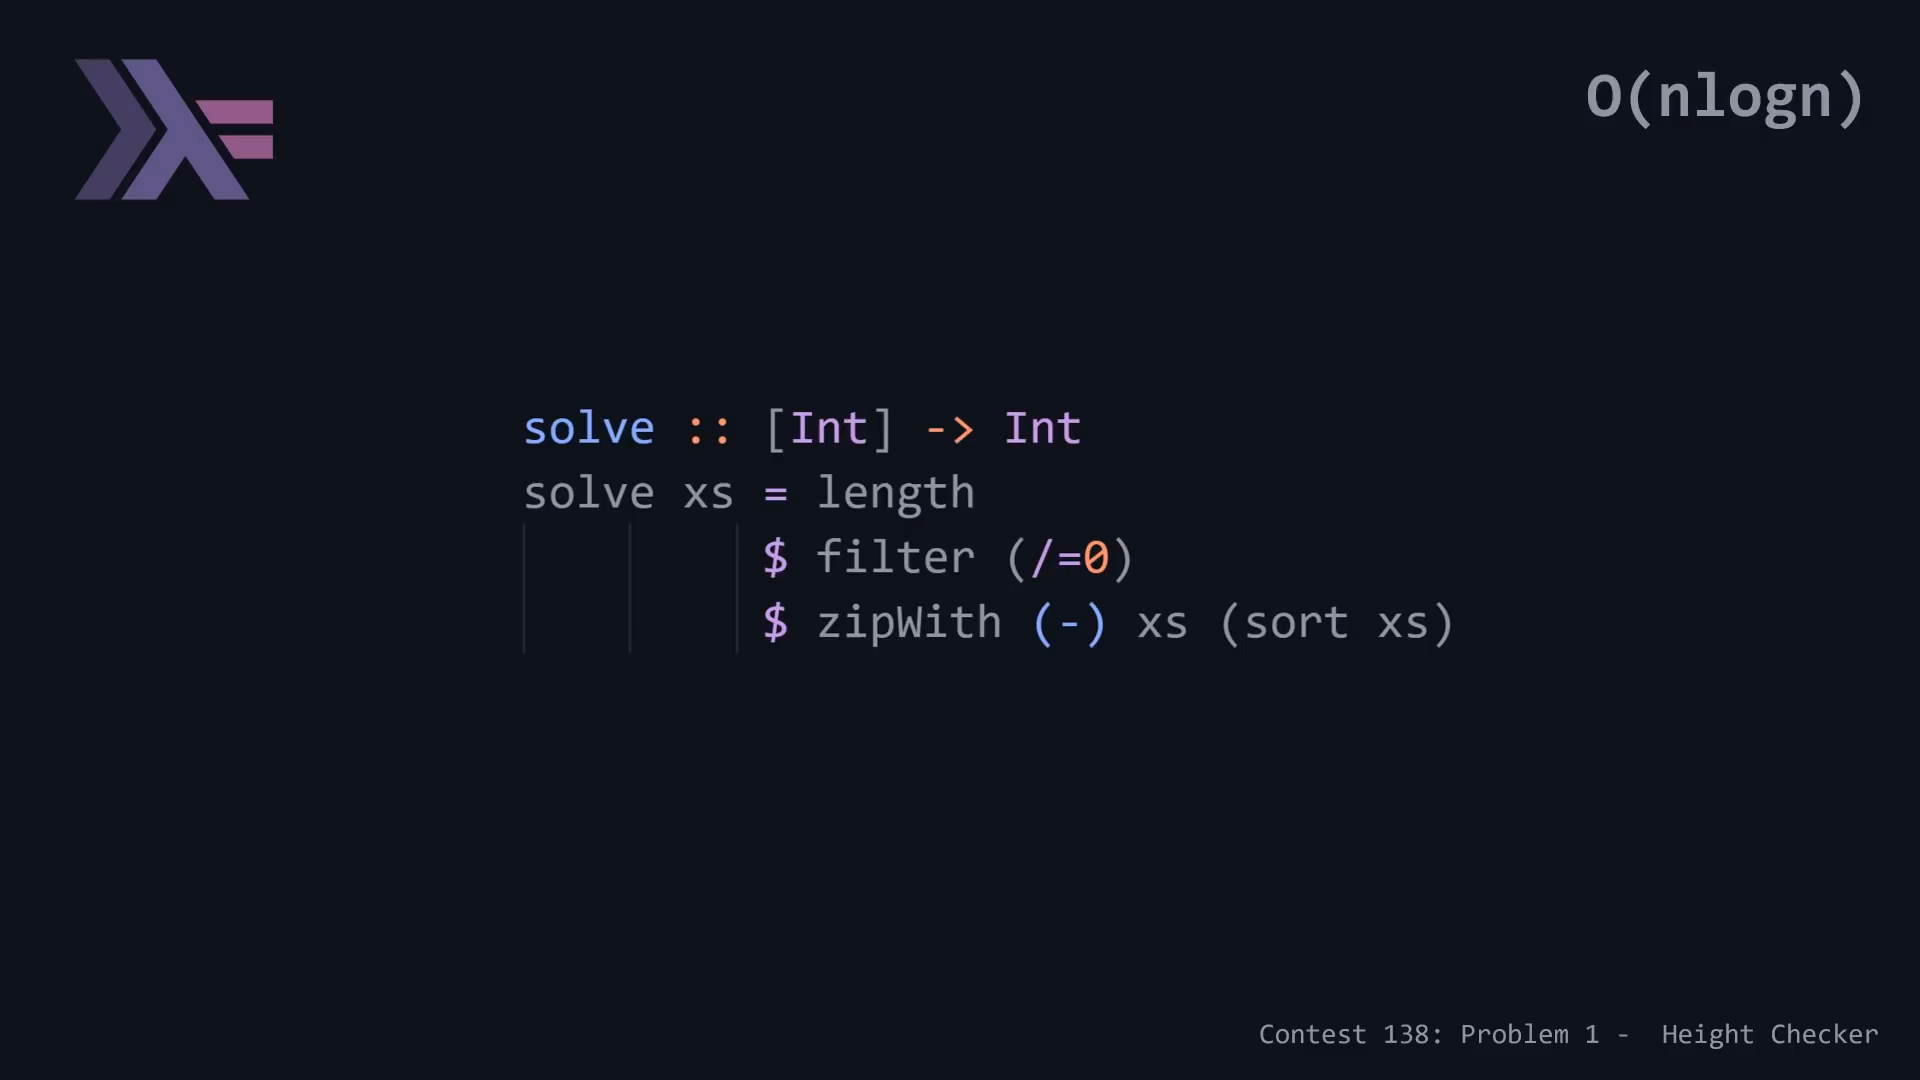 O(nlogn)
solve :: [Int] -> Int
solve xs = length
$ filter (/=0)
$ zipWith (-) xs (sort xs)
Contest 138: Problem 1 - Height Checker